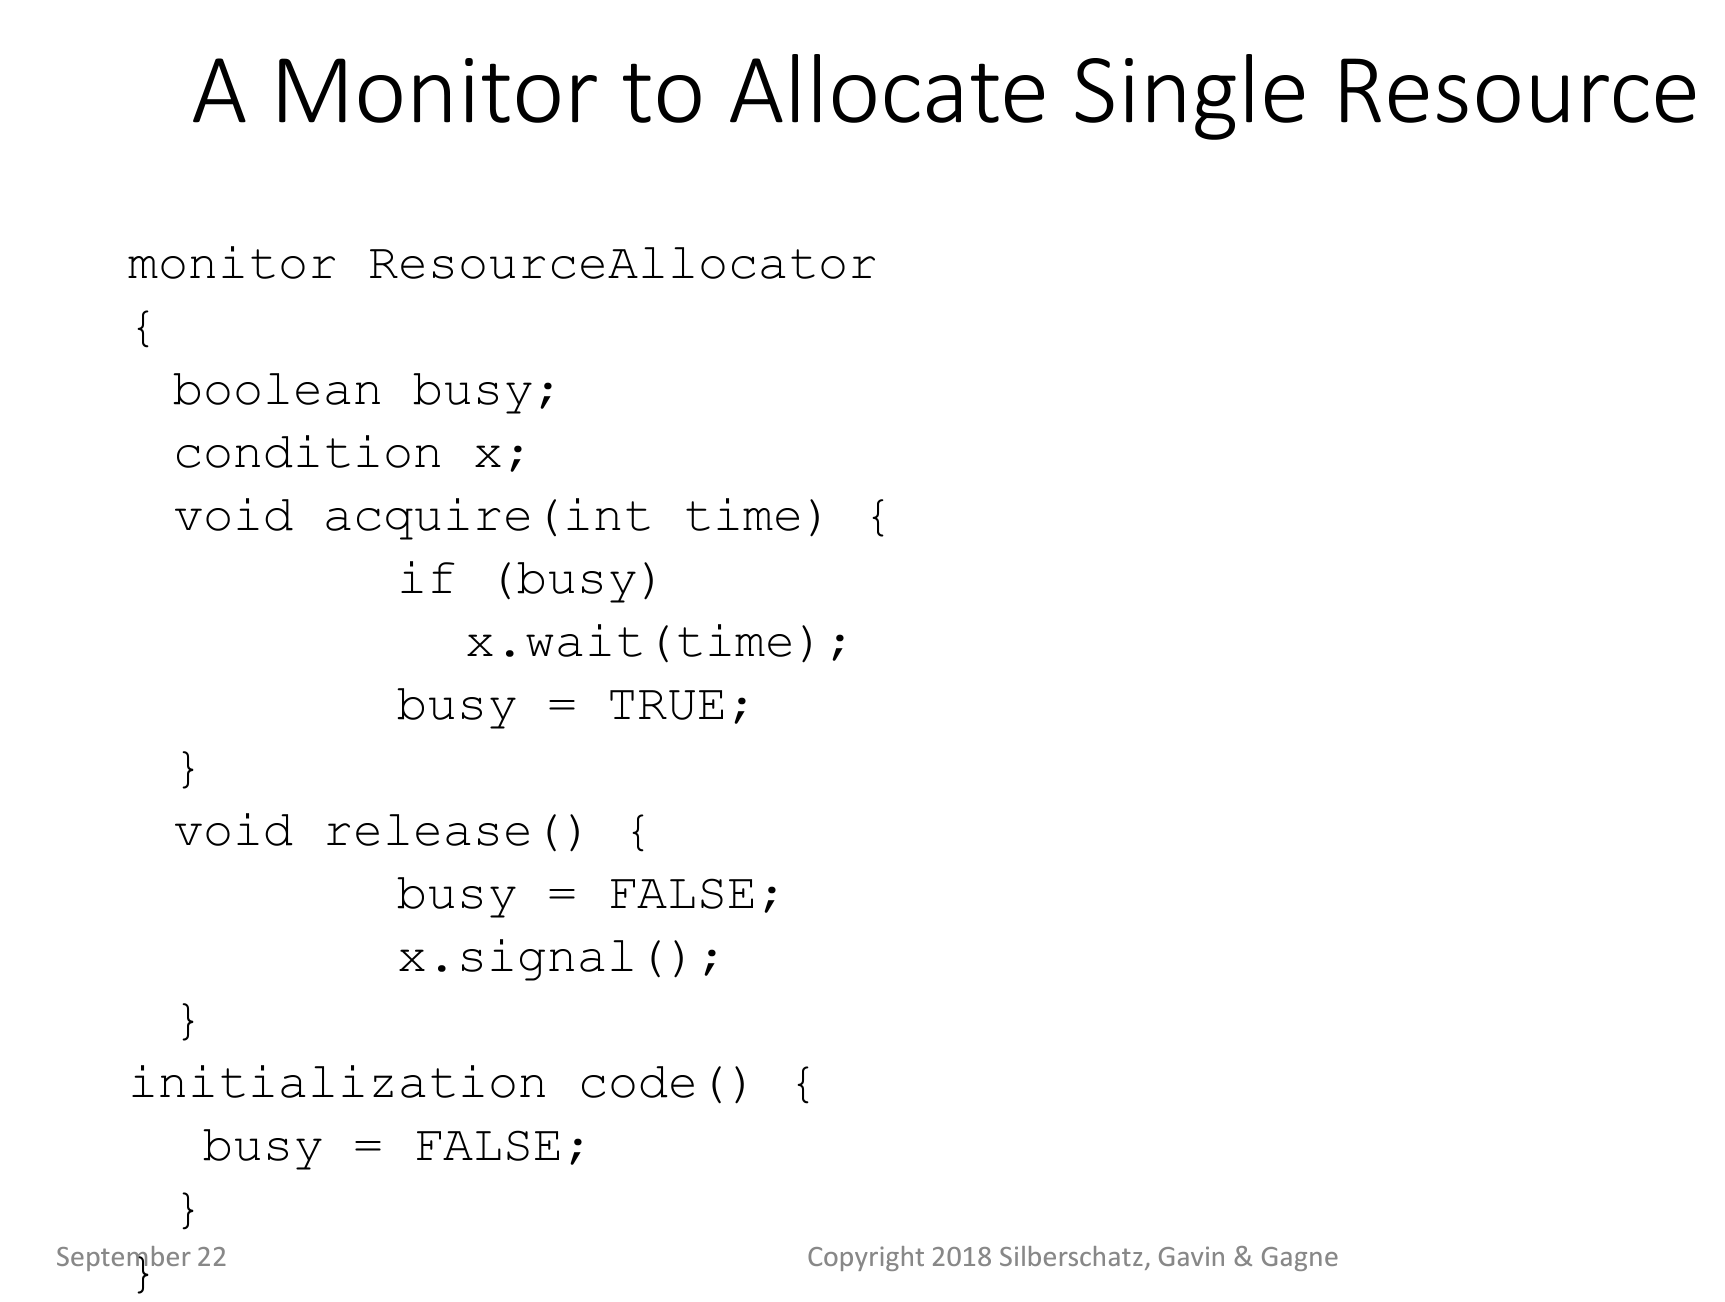 A Monitor to Allocate Single Resource
monitor ResourceAllocator
{
boolean busy;
condition x;
void acquire(int time) {
if (busy)
x.wait(time);
busy = TRUE;
}
void release() {
busy = FALSE;
x.signal();
}
initialization code() {
busy = FALSE;
}
}
September 22
Copyright 2018 Silberschatz, Gavin & Gagne